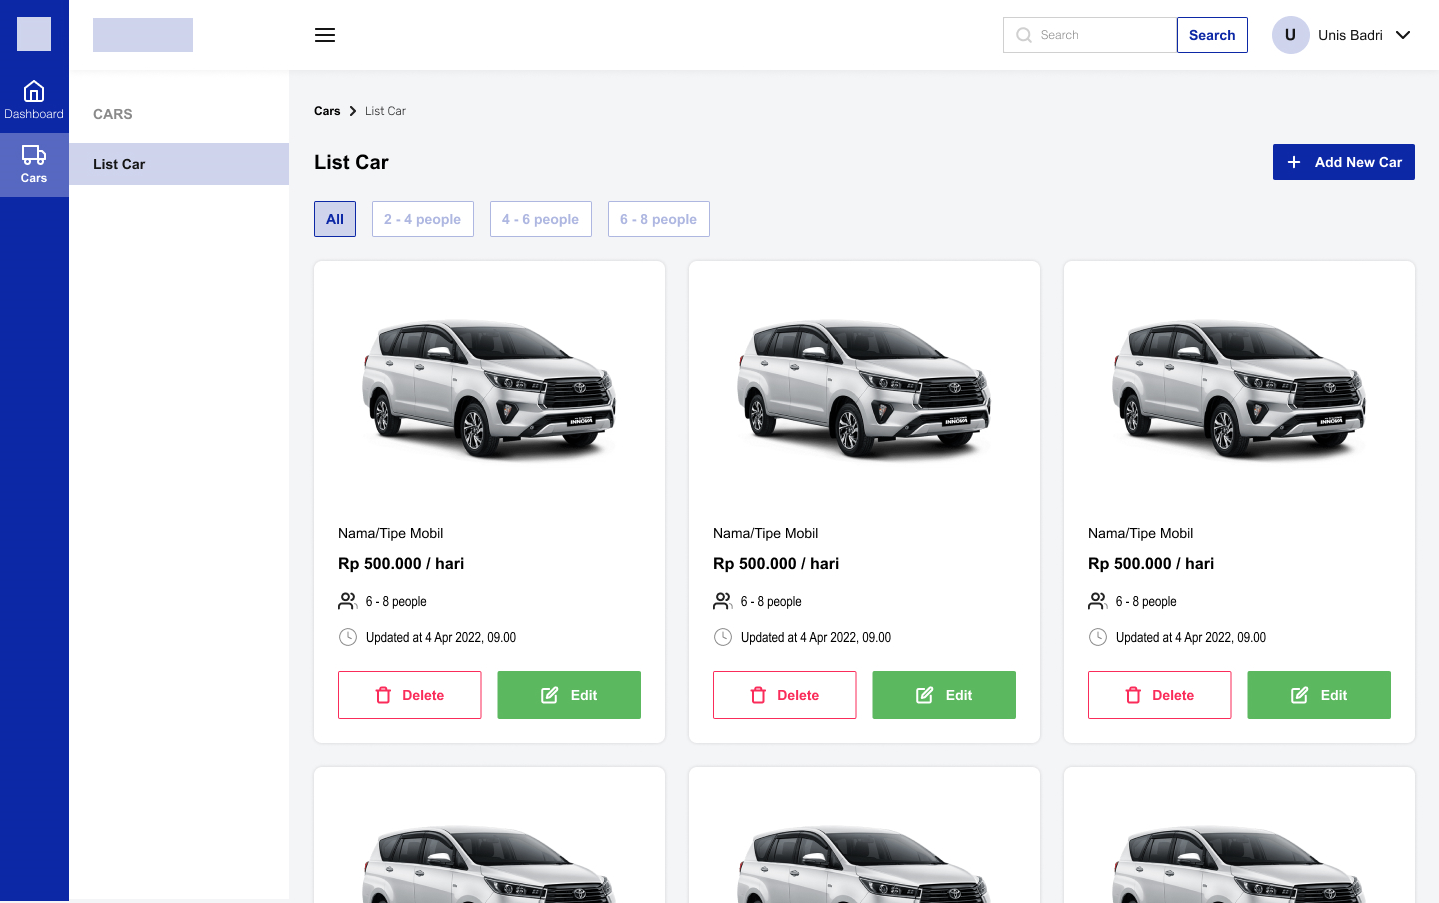 Search
Search
U
Unis Badri
Dashboard
Cars
CARS
List Car
Cars
List Car
List Car
Add New Car
All
2 - 4 people
4 - 6 people
6 - 8 people
INNOVA
INNOVA
INNOVA
Nama/Tipe Mobil
Rp 500.000 / hari
6 - 8 people
Updated at 4 Apr 2022, 09.00
Delete
Edit
Nama/Tipe Mobil
Rp 500.000 / hari
6 - 8 people
Updated at 4 Apr 2022, 09.00
Delete
Edit
Nama/Tipe Mobil
Rp 500.000 / hari
6 - 8 people
Updated at 4 Apr 2022, 09.00
Delete
Edit